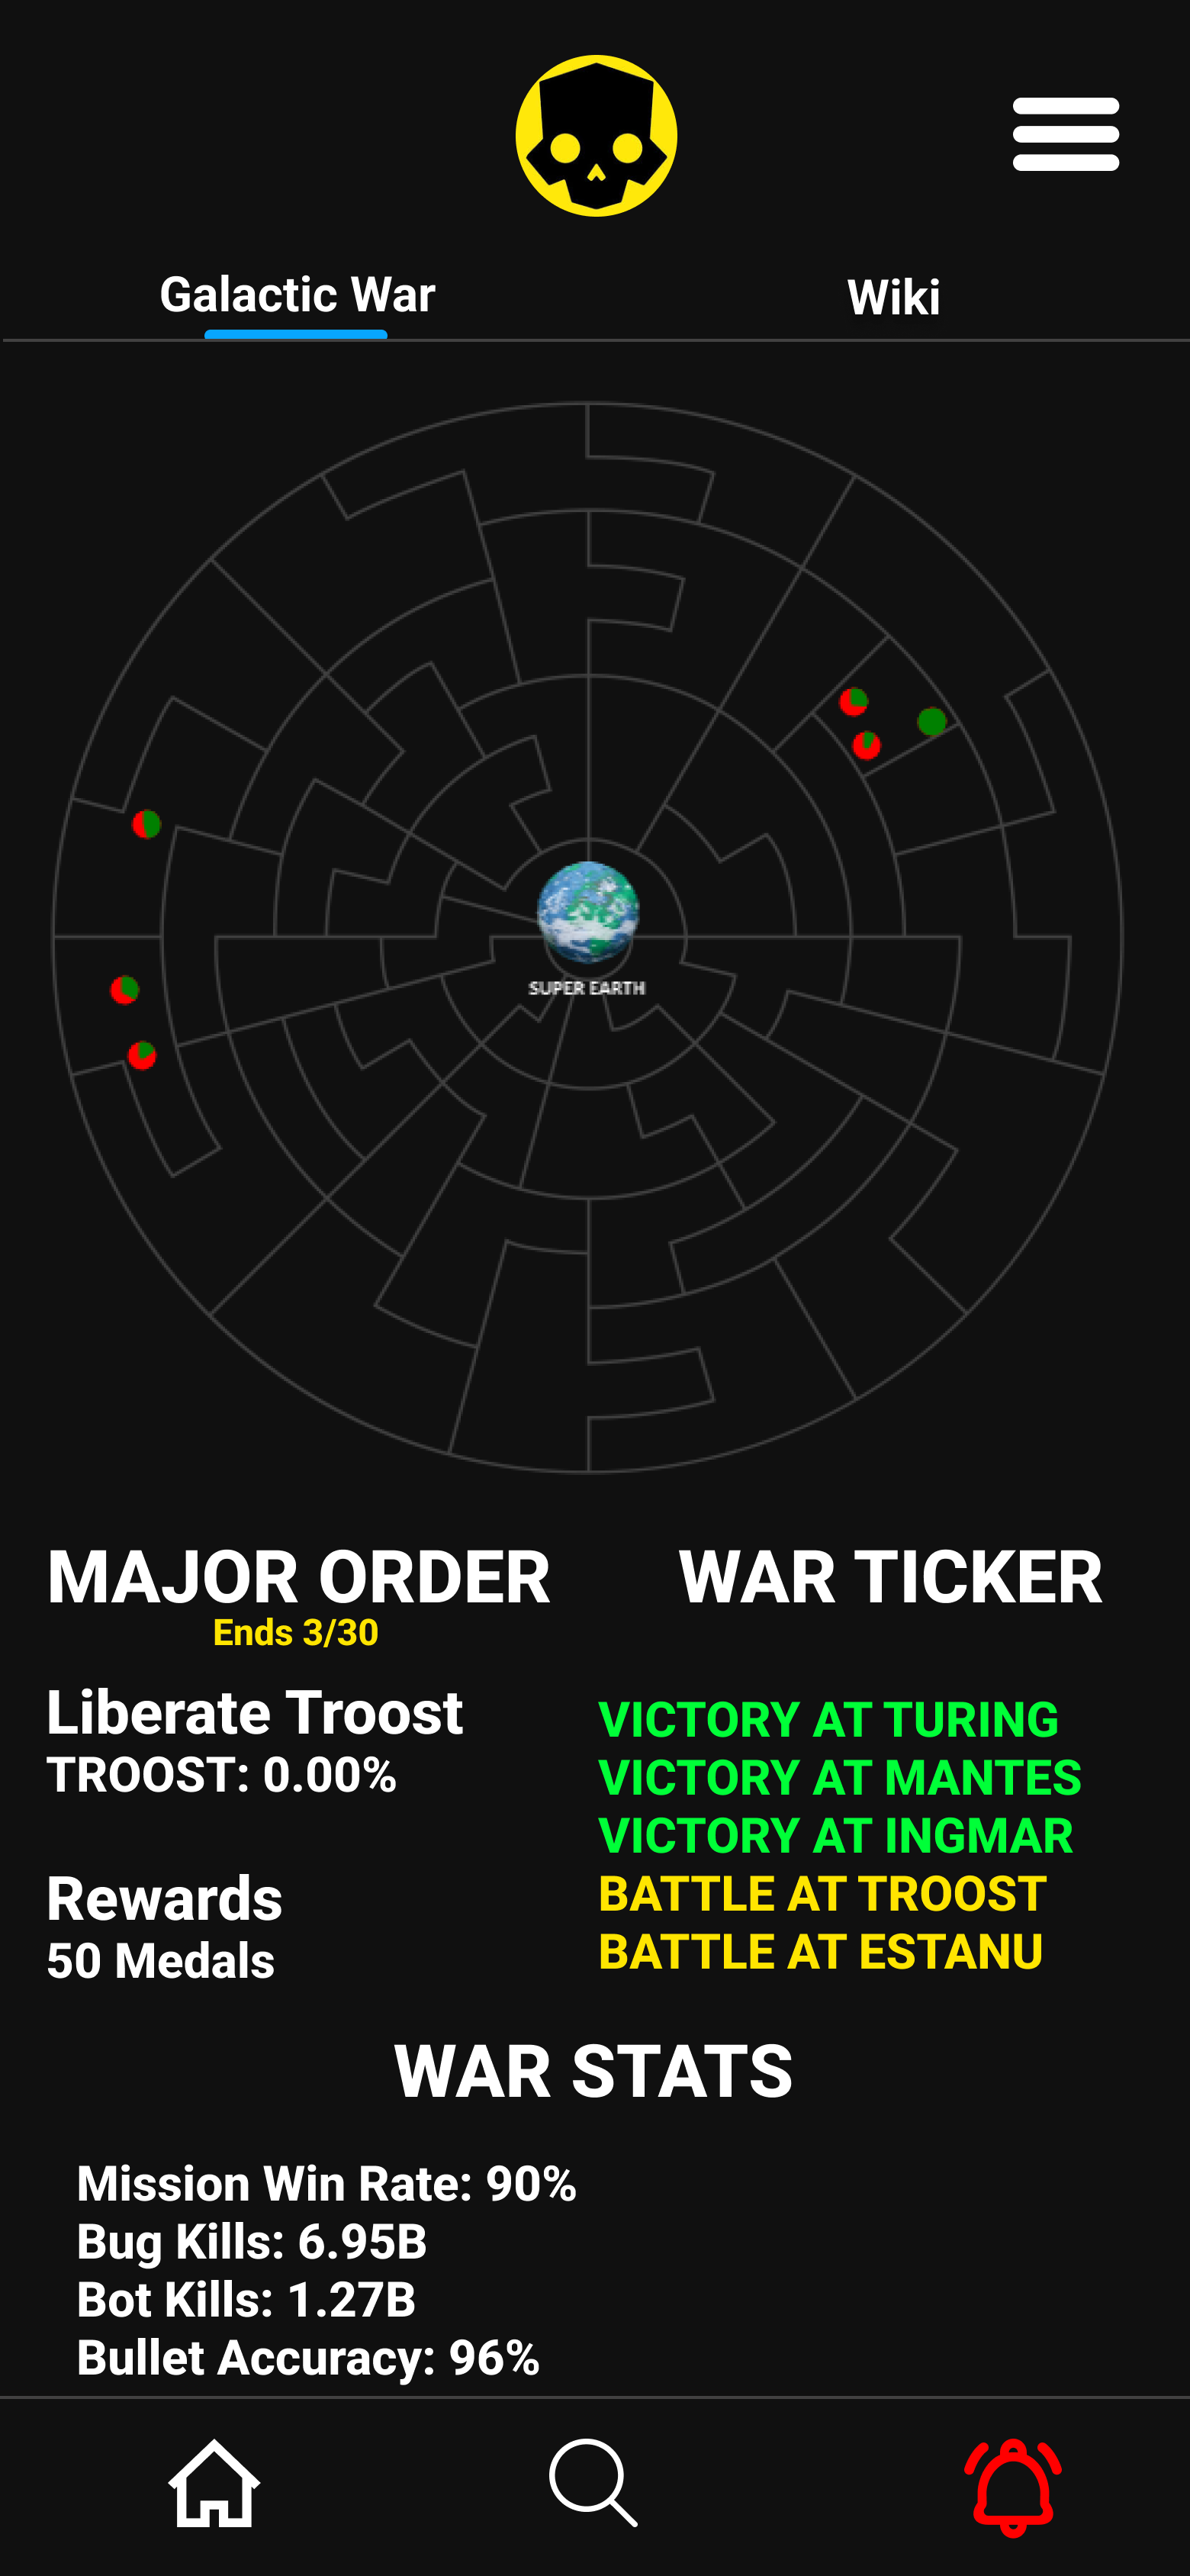 Galactic War
Wiki
SUPER EARTH
MAJOR ORDER
Ends 3/30
Liberate Troost
TROOST: 0.00%
Rewards
50 Medals
WAR TICKER
VICTORY AT TURING
VICTORY AT MANTES
VICTORY AT INGMAR
BATTLE AT TROOST
BATTLE AT ESTANU
WAR STATS
Mission Win Rate: 90%
Bug Kills: 6.95B
Bot Kills: 1.27B
Bullet Accuracy: 96%